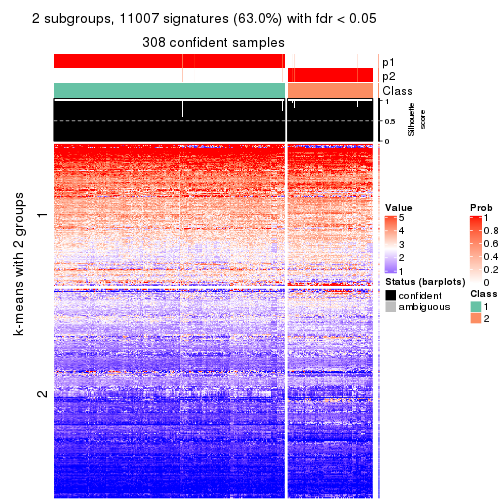 2 subgroups, 11007 signatures (63.0%) with fdr < 0.05
308 confident samples
p1
p2
Class
1
0.5
0
Silhouette
score
k-means with 2 groups
1
2
Value
5
4
3
2
1
Prob
1
0.8
0.6
0.4
0.2
0
Status (barplots)
confident
ambiguous
Class
1
2